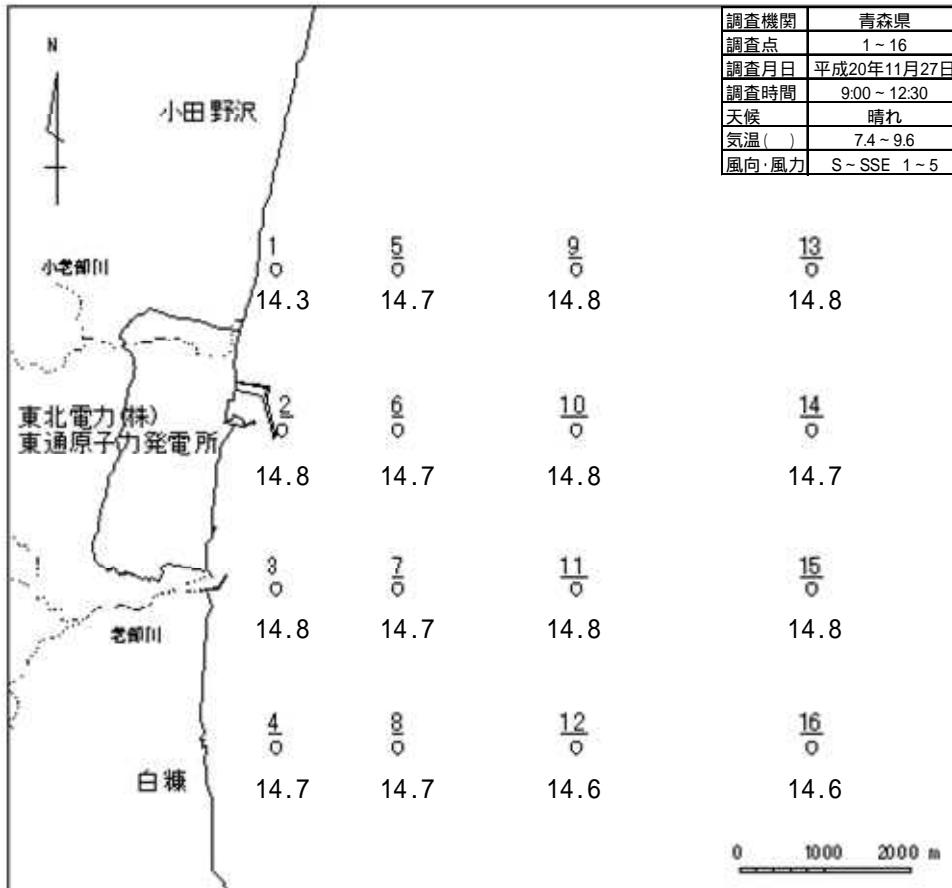 調査機関 青森県
調査点 1~16
調査月日 平成20年11月27日
調査時間 9:00~12:30
天候 晴れ
気温( ) 7.4~9.6
風向・風力 S~SSE 1~5
N
小田野沢
1 5 9 13
小老部川
14.3 14.7 14.8 14.8
2 6 10 14
東北電力(株)
東通原子力発電所
14.8 14.7 14.8 14.7
3 7 11 15
14.8 14.7 14.8 14.8
老部川
4 8 12 16
白糠
14.7 14.7 14.6 14.6
0 1000 2000 m